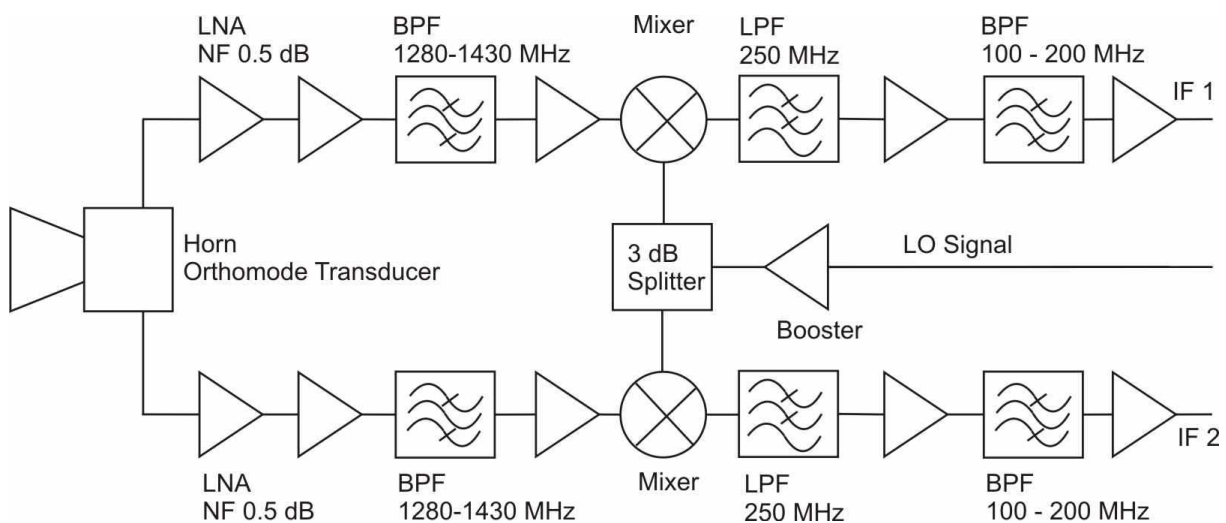 LNA
NF 0.5 dB
BPF
1280-1430 MHz
Mixer
LPF
250 MHz
BPF
100 - 200 MHz
IF 1
Horn
Orthomode Transducer
3 dB
Splitter
LO Signal
Booster
LNA
NF 0.5 dB
BPF
1280-1430 MHz
Mixer
LPF
250 MHz
BPF
100 - 200 MHz
IF 2